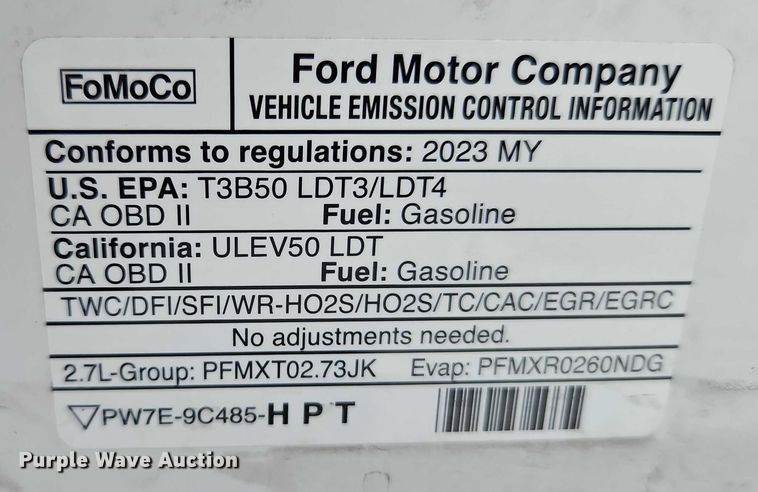 FoMoCo
Ford Motor Company
VEHICLE EMISSION CONTROL INFORMATION
Conforms to regulations: 2023 MY
U.S. EPA: T3B50 LDT3/LDT4
CA OBD II Fuel: Gasoline
California: ULEV50 LDT
CA OBD II Fuel: Gasoline
TWC/DFI/SFI/WR-HO2S/HO2S/TC/CAC/EGR/EGRC
No adjustments needed.
2.7L-Group: PFMXT02.73JK Evap: PFMXR0260NDG
PW7E-9C485-H P T
Purple Wave Auction